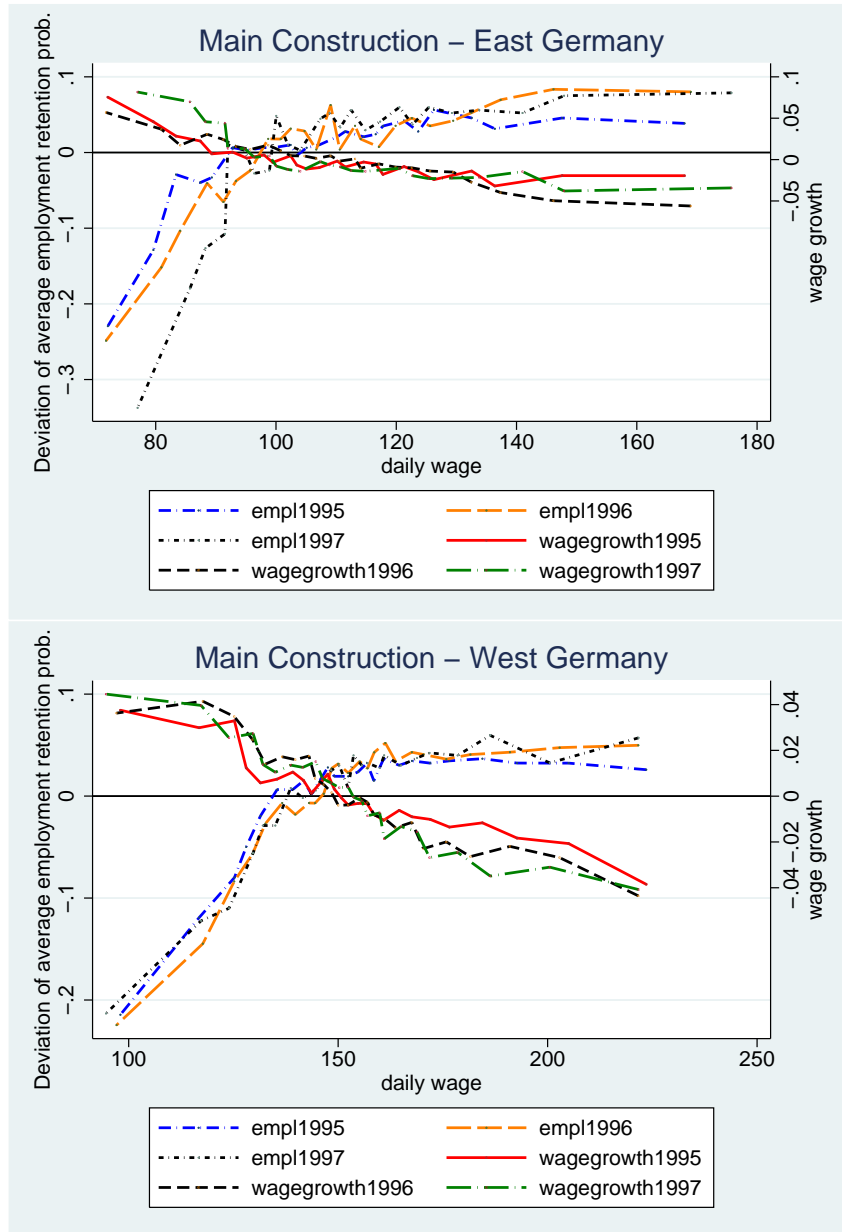 Main Construction – East Germany
Deviation of average employment retention prob.
.1
0
−.1
−.2
−.3
.1
.05
0
−.05
wage growth
80 100 120 140 160 180
daily wage
empl1995 empl1996
empl1997 wagegrowth1995
wagegrowth1996 wagegrowth1997
Main Construction – West Germany
Deviation of average employment retention prob.
.1
0
−.1
−.2
.04
.02
0
−.02
−.04
wage growth
100 150 200 250
daily wage
empl1995 empl1996
empl1997 wagegrowth1995
wagegrowth1996 wagegrowth1997